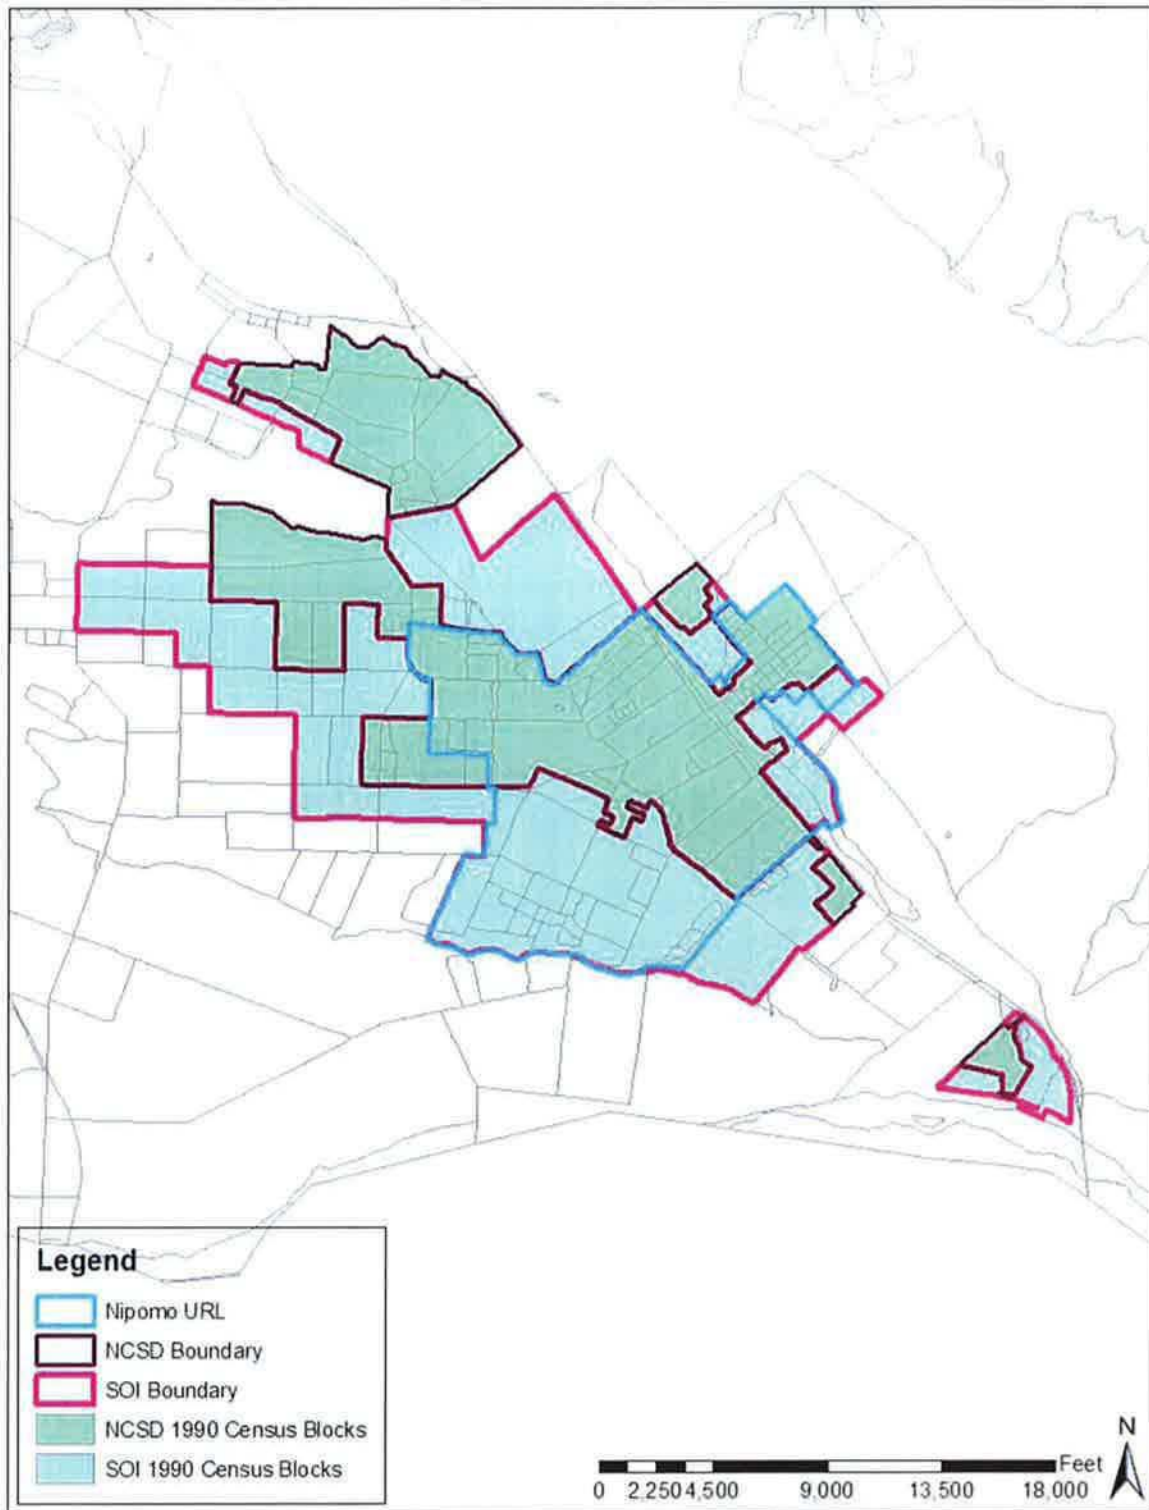 Legend
Nipomo URL
NCSD Boundary
SOI Boundary
NCSD 1990 Census Blocks
SOI 1990 Census Blocks
N
Feet
0 2,250 4,500 9,000 13,500 18,000